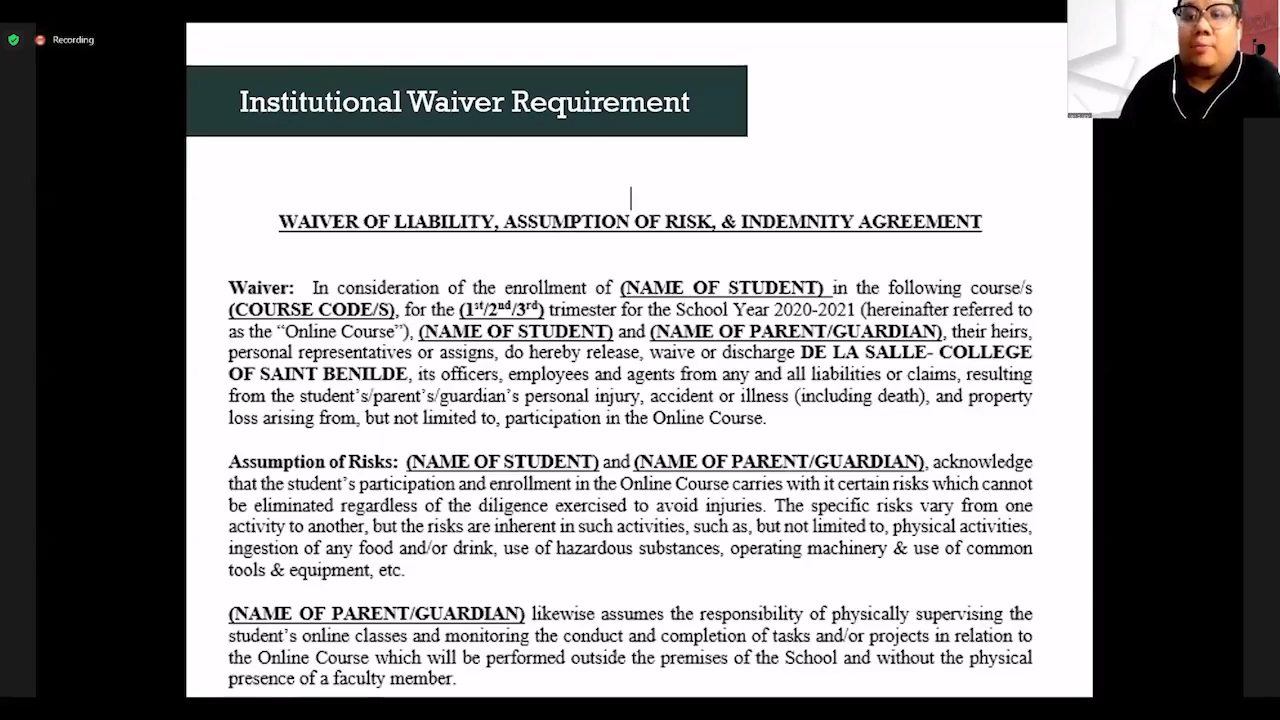 Recording
Institutional Waiver Requirement
WAIVER OF LIABILITY, ASSUMPTION OF RISK, & INDEMNITY AGREEMENT
Waiver: In consideration of the enrollment of (NAME OF STUDENT) in the following course/s
(COURSE CODE/S), for the (1st/2nd/3rd) trimester for the School Year 2020-2021 (hereinafter referred to
as the “Online Course”), (NAME OF STUDENT) and (NAME OF PARENT/GUARDIAN), their heirs,
personal representatives or assigns, do hereby release, waive or discharge DE LA SALLE- COLLEGE
OF SAINT BENILDE, its officers, employees and agents from any and all liabilities or claims, resulting
from the student’s/parent’s/guardian’s personal injury, accident or illness (including death), and property
loss arising from, but not limited to, participation in the Online Course.
Assumption of Risks: (NAME OF STUDENT) and (NAME OF PARENT/GUARDIAN), acknowledge
that the student’s participation and enrollment in the Online Course carries with it certain risks which cannot
be eliminated regardless of the diligence exercised to avoid injuries. The specific risks vary from one
activity to another, but the risks are inherent in such activities, such as, but not limited to, physical activities,
ingestion of any food and/or drink, use of hazardous substances, operating machinery & use of common
tools & equipment, etc.
(NAME OF PARENT/GUARDIAN) likewise assumes the responsibility of physically supervising the
student’s online classes and monitoring the conduct and completion of tasks and/or projects in relation to
the Online Course which will be performed outside the premises of the School and without the physical
presence of a faculty member.